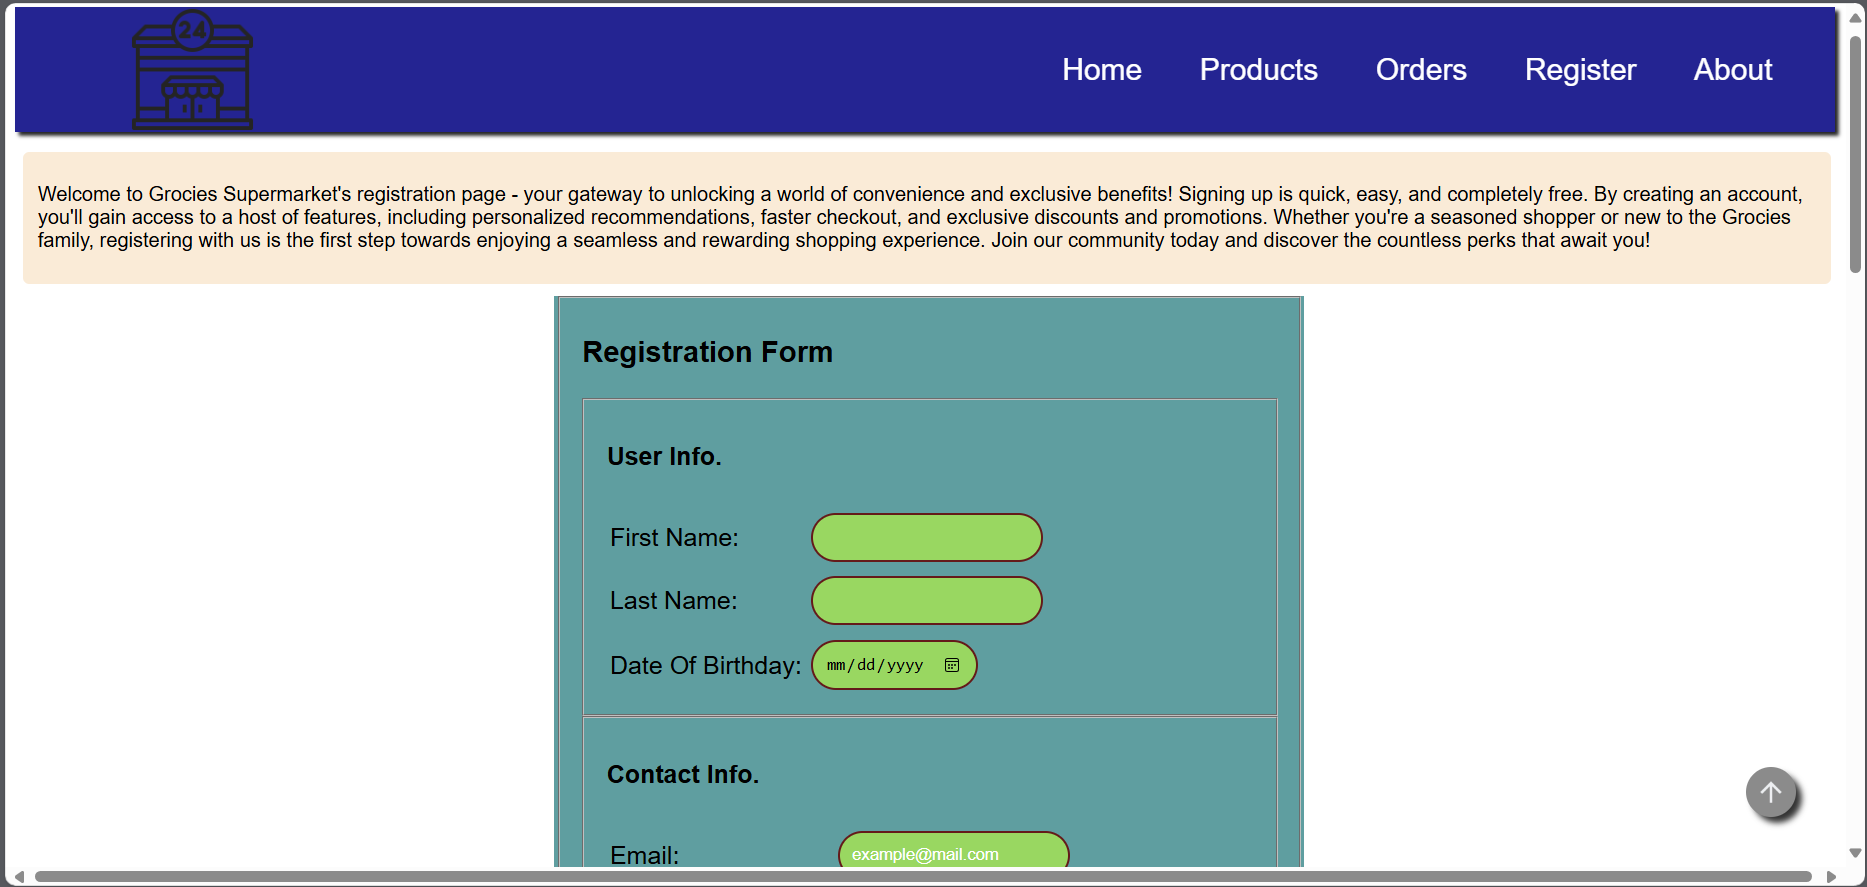 24
Home Products Orders Register About
Welcome to Grocies Supermarket's registration page - your gateway to unlocking a world of convenience and exclusive benefits! Signing up is quick, easy, and completely free. By creating an account,
you'll gain access to a host of features, including personalized recommendations, faster checkout, and exclusive discounts and promotions. Whether you're a seasoned shopper or new to the Grocies
family, registering with us is the first step towards enjoying a seamless and rewarding shopping experience. Join our community today and discover the countless perks that await you!
Registration Form
User Info.
First Name:
Last Name:
Date Of Birthday: mm/dd/yyyy
Contact Info.
Email: example@mail.com